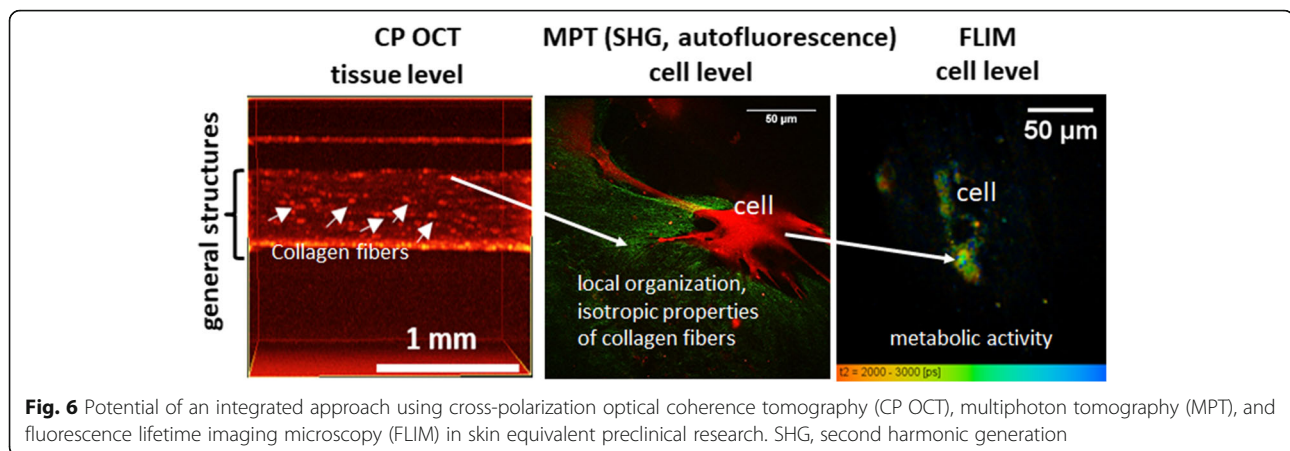 CP OCT
tissue level
MPT (SHG, autofluorescence)
cell level
FLIM
cell level
general structures
Collagen fibers
1 mm
50 µm
cell
local organization,
isotropic properties
of collagen fibers
50 µm
cell
metabolic activity
t2 = 2000 - 3000 [ps]
Fig. 6 Potential of an integrated approach using cross-polarization optical coherence tomography (CP OCT), multiphoton tomography (MPT), and
fluorescence lifetime imaging microscopy (FLIM) in skin equivalent preclinical research. SHG, second harmonic generation